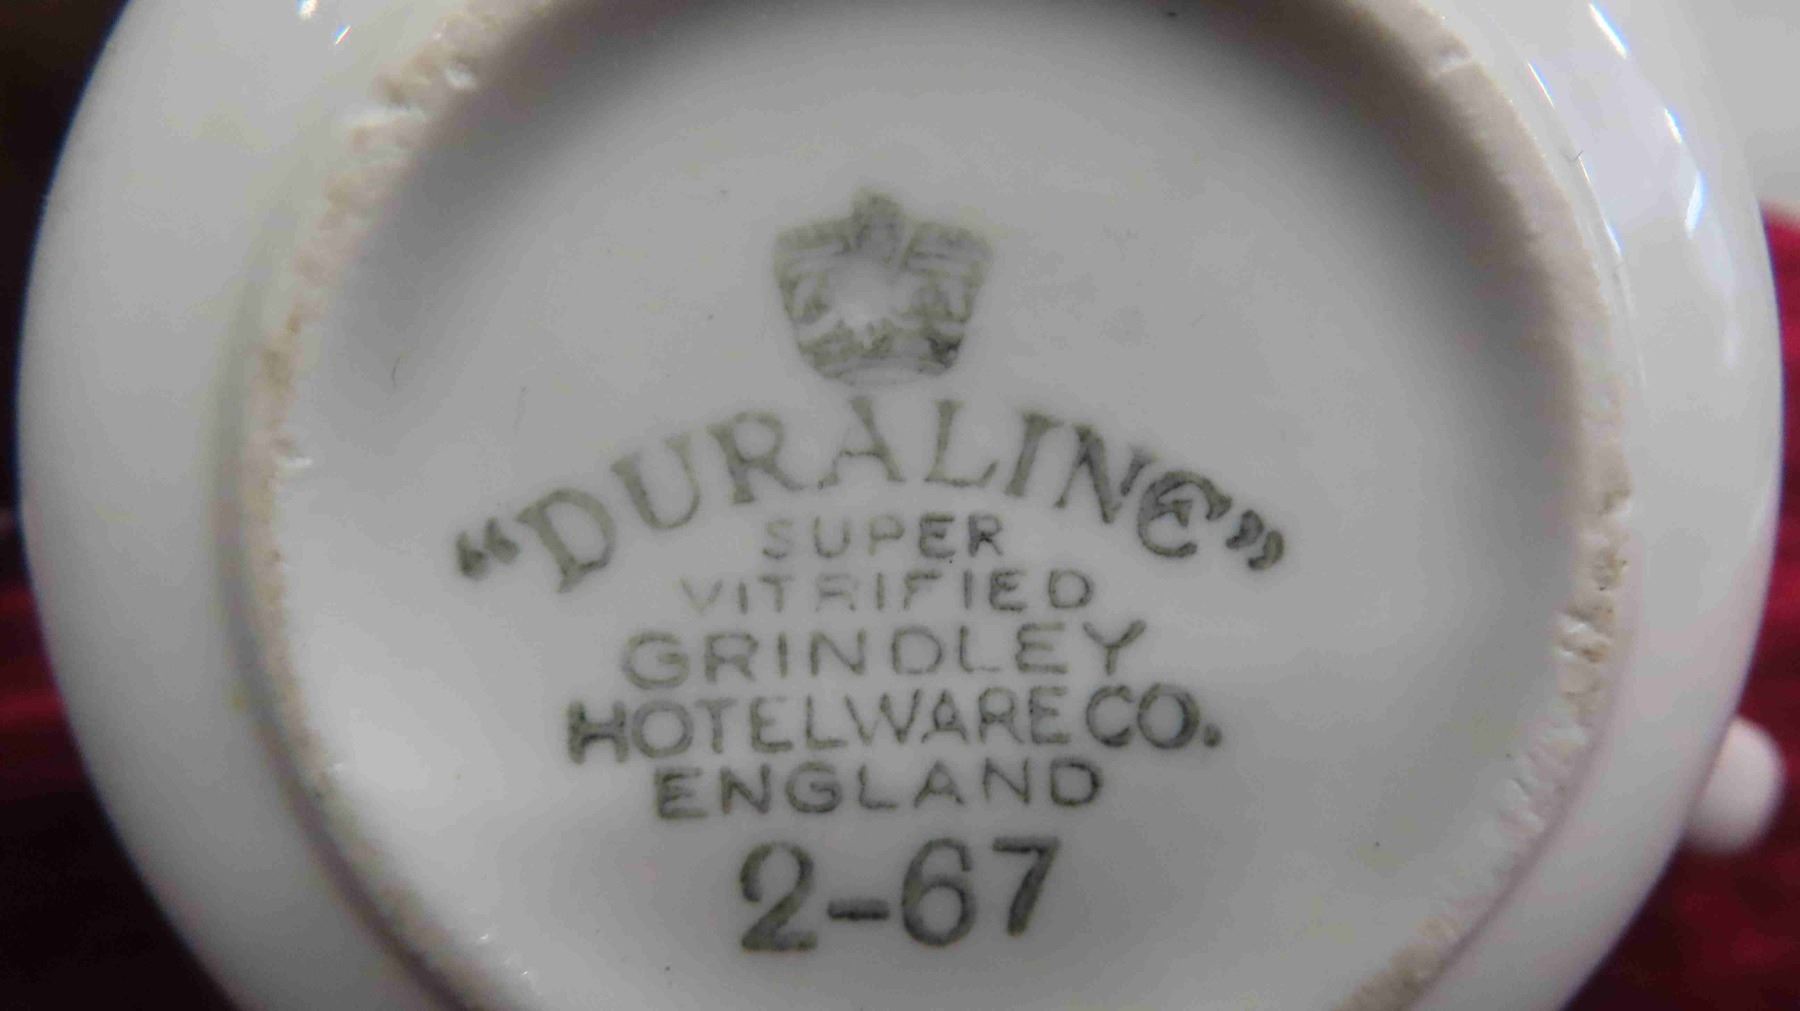 “DURALINE”
SUPER
VITRIFIED
GRINDLEY
HOTELWARE CO.
ENGLAND
2-67